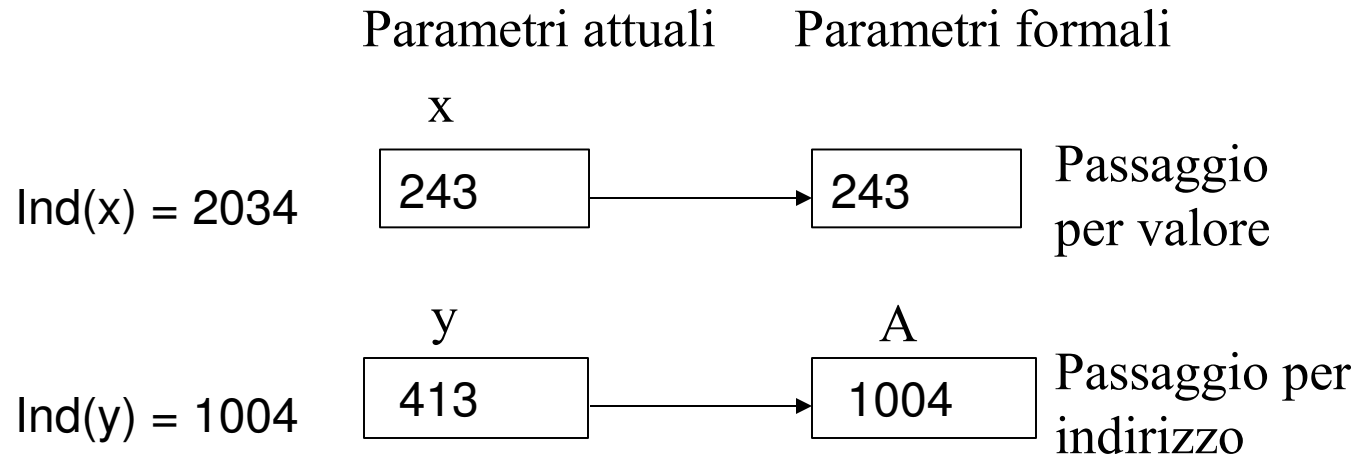 Parametri attuali Parametri formali
x
Ind(x) = 2034 243 243 Passaggio
per valore
y A
Ind(y) = 1004 413 1004 Passaggio per
indirizzo